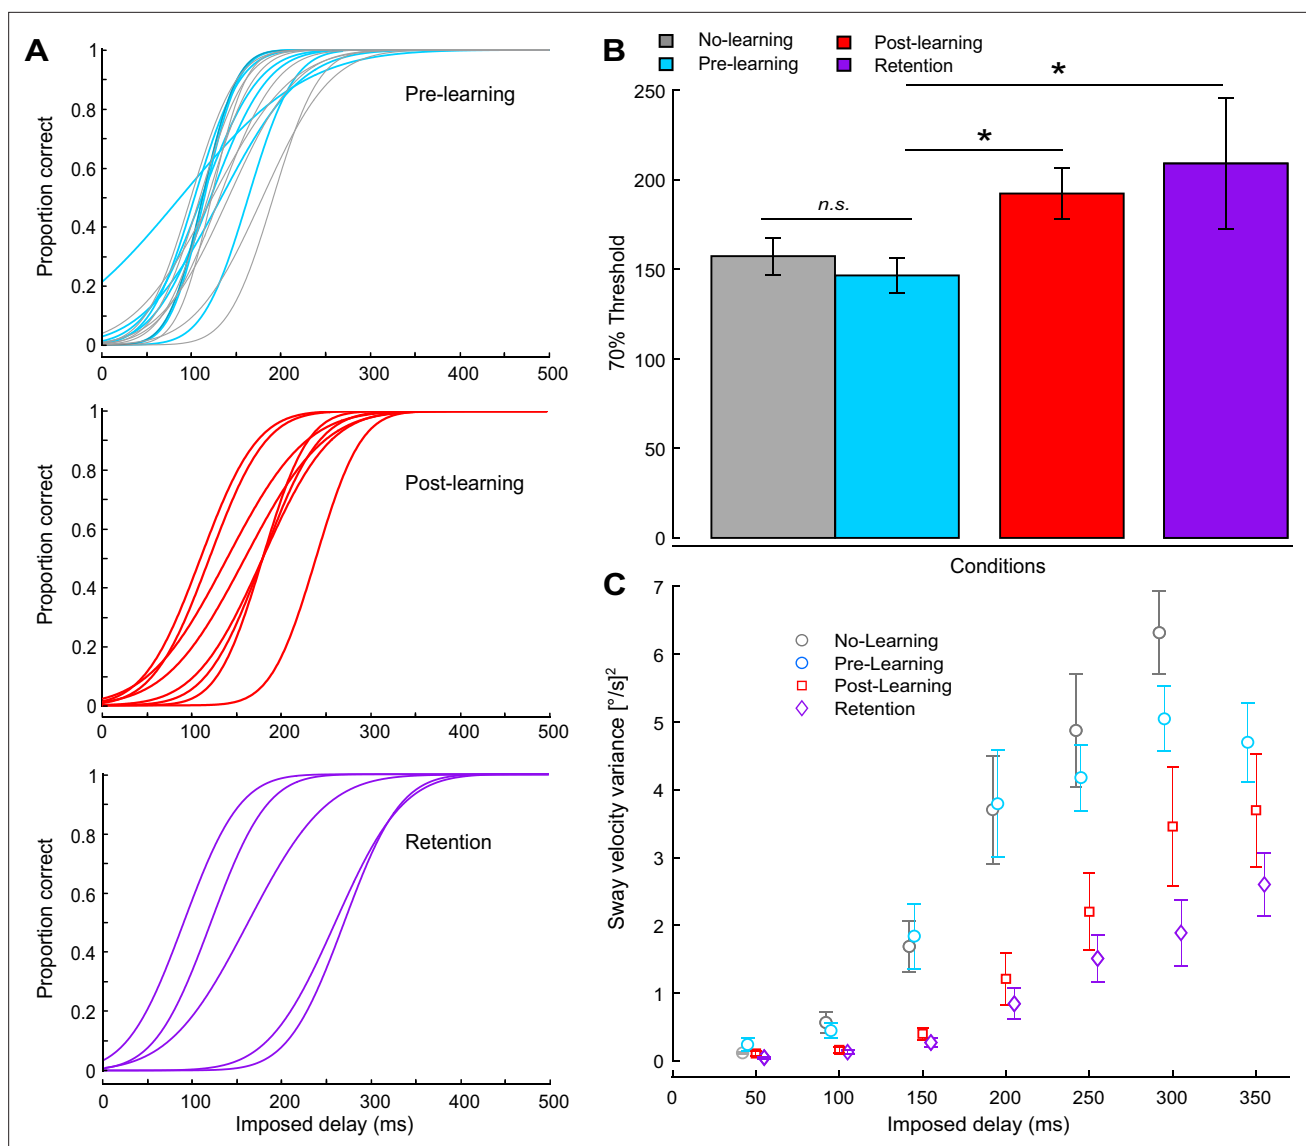 A
1
0.8
0.6
0.4
0.2
0
Proportion correct
Pre-learning
0 100 200 300 400 500
1
0.8
0.6
0.4
0.2
0
Proportion correct
Post-learning
0 100 200 300 400 500
1
0.8
0.6
0.4
0.2
0
Proportion correct
Retention
0 100 200 300 400 500
Imposed delay (ms)
B
No-learning
Pre-learning
Post-learning
Retention
250
200
150
100
50
0
70% Threshold
n.s.
*
*
Conditions
C
7
6
5
4
3
2
1
0
Sway velocity variance [°/s]²
No-Learning
Pre-Learning
Post-Learning
Retention
0 50 100 150 200 250 300 350
Imposed delay (ms)